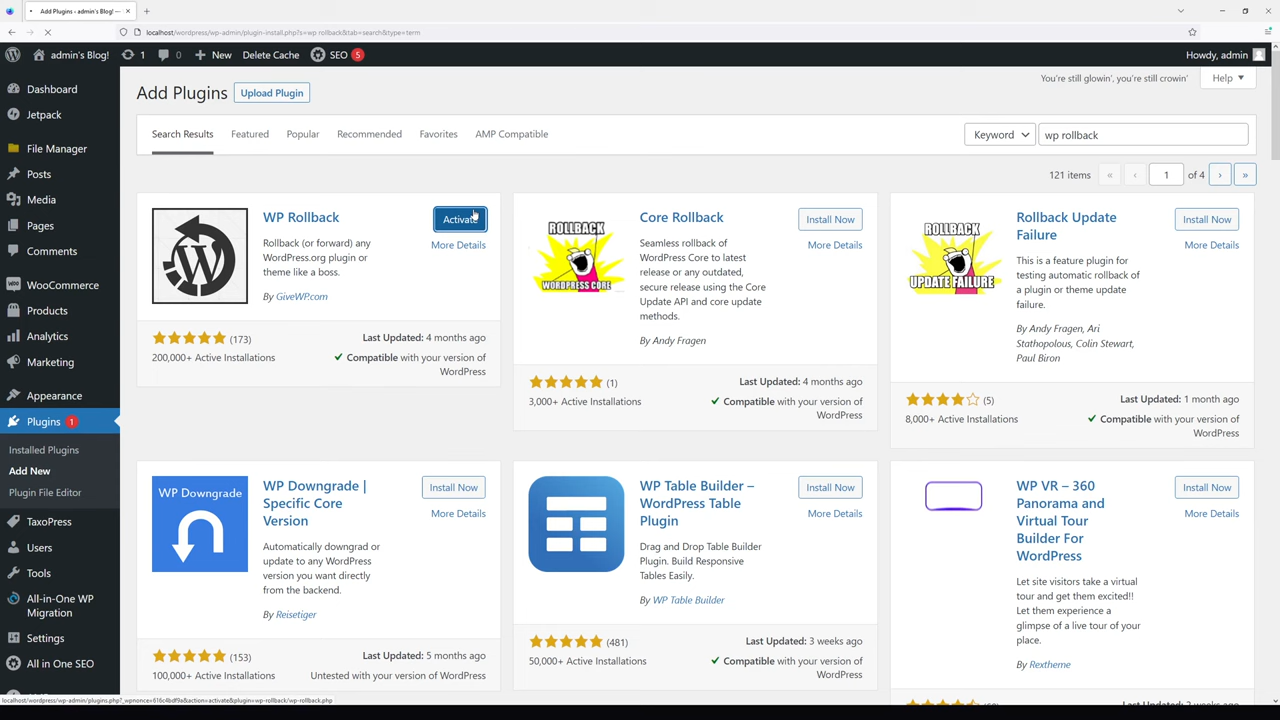 Add Plugins - admin's Blog! —
localhost/wordpress/wp-admin/plugin-install.php?s=wp rollback&tab=search&type=term
admin's Blog!
1
0
New
Delete Cache
SEO
5
Howdy, admin
Dashboard
Jetpack
File Manager
Posts
Media
Pages
Comments
WooCommerce
Products
Analytics
Marketing
Appearance
Plugins
1
Installed Plugins
Add New
Plugin File Editor
TaxoPress
Users
Tools
All-in-One WP
Migration
Settings
All in One SEO
You're still glowin', you're still crowin'
Help
Add Plugins
Upload Plugin
Search Results
Featured
Popular
Recommended
Favorites
AMP Compatible
Keyword
wp rollback
121 items
«
‹
1
of 4
›
»
WP Rollback
Activate
More Details
Rollback (or forward) any
WordPress.org plugin or
theme like a boss.
By GiveWP.com
(173)
200,000+ Active Installations
Last Updated: 4 months ago
Compatible with your version of
WordPress
ROLLBACK
WORDPRESS CORE
Core Rollback
Install Now
More Details
Seamless rollback of
WordPress Core to latest
release or any outdated,
secure release using the Core
Update API and core update
methods.
By Andy Fragen
(1)
3,000+ Active Installations
Last Updated: 4 months ago
Compatible with your version of
WordPress
ROLLBACK
UPDATE FAILURE
Rollback Update
Failure
Install Now
More Details
This is a feature plugin for
testing automatic rollback of
a plugin or theme update
failure.
By Andy Fragen, Ari
Stathopolous, Colin Stewart,
Paul Biron
(5)
8,000+ Active Installations
Last Updated: 1 month ago
Compatible with your version of
WordPress
WP Downgrade
WP Downgrade |
Specific Core
Version
Install Now
More Details
Automatically downgrad or
update to any WordPress
version you want directly
from the backend.
By Reisetiger
(153)
100,000+ Active Installations
Last Updated: 5 months ago
Untested with your version of WordPress
WP Table Builder –
WordPress Table
Plugin
Install Now
More Details
Drag and Drop Table Builder
Plugin. Build Responsive
Tables Easily.
By WP Table Builder
(481)
50,000+ Active Installations
Last Updated: 3 weeks ago
Compatible with your version of
WordPress
WP VR – 360
Panorama and
Virtual Tour
Builder For
WordPress
Install Now
More Details
Let site visitors take a virtual
tour and get them excited!!
Let them experience a
glimpse of a live tour of your
place.
By Rextheme